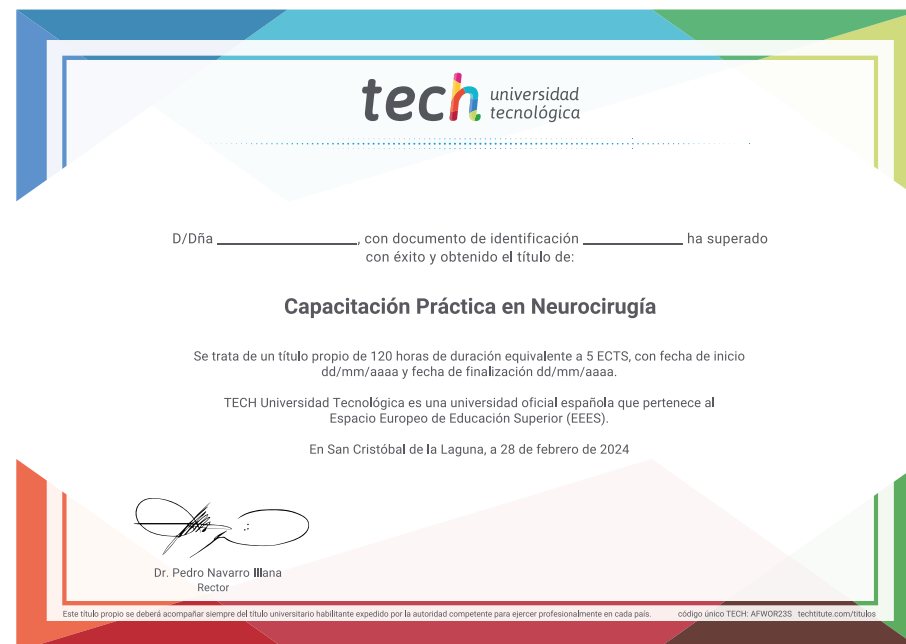 tech universidad
tecnológica
D/Dña ____________________, con documento de identificación ______________ ha superado
con éxito y obtenido el título de:
Capacitación Práctica en Neurocirugía
Se trata de un título propio de 120 horas de duración equivalente a 5 ECTS, con fecha de inicio
dd/mm/aaaa y fecha de finalización dd/mm/aaaa.
TECH Universidad Tecnológica es una universidad oficial española que pertenece al
Espacio Europeo de Educación Superior (EEES).
En San Cristóbal de la Laguna, a 28 de febrero de 2024
Dr. Pedro Navarro Illana
Rector
Este título propio se deberá acompañar siempre del título universitario habilitante expedido por la autoridad competente para ejercer profesionalmente en cada país. código único TECH: AFWOR23S techtitute.com/titulos